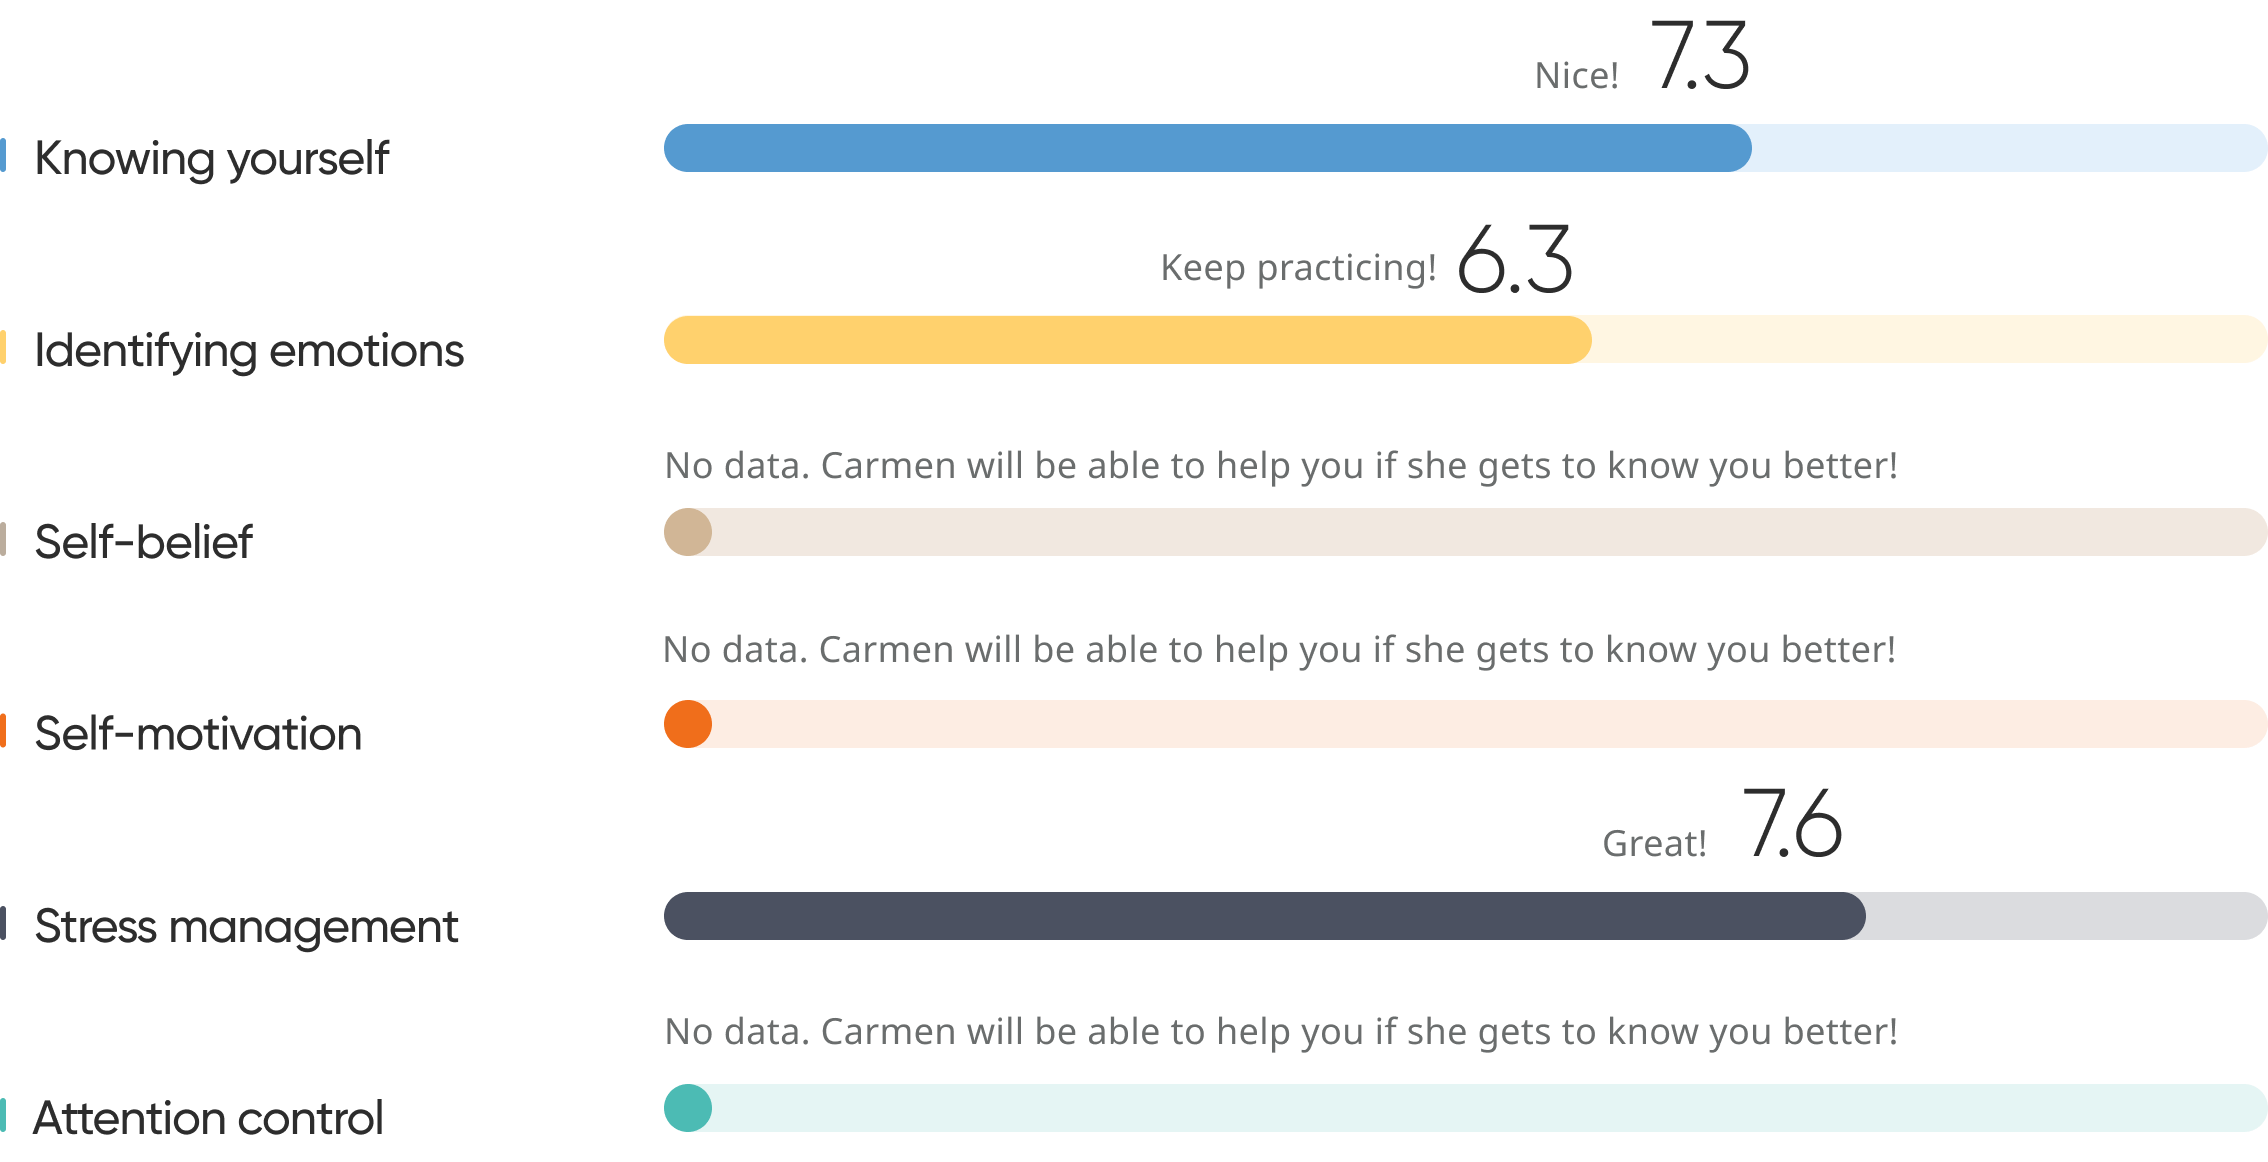 Nice! 7.3
Knowing yourself
Keep practicing! 6.3
Identifying emotions
No data. Carmen will be able to help you if she gets to know you better!
Self-belief
No data. Carmen will be able to help you if she gets to know you better!
Self-motivation
Great! 7.6
Stress management
No data. Carmen will be able to help you if she gets to know you better!
Attention control